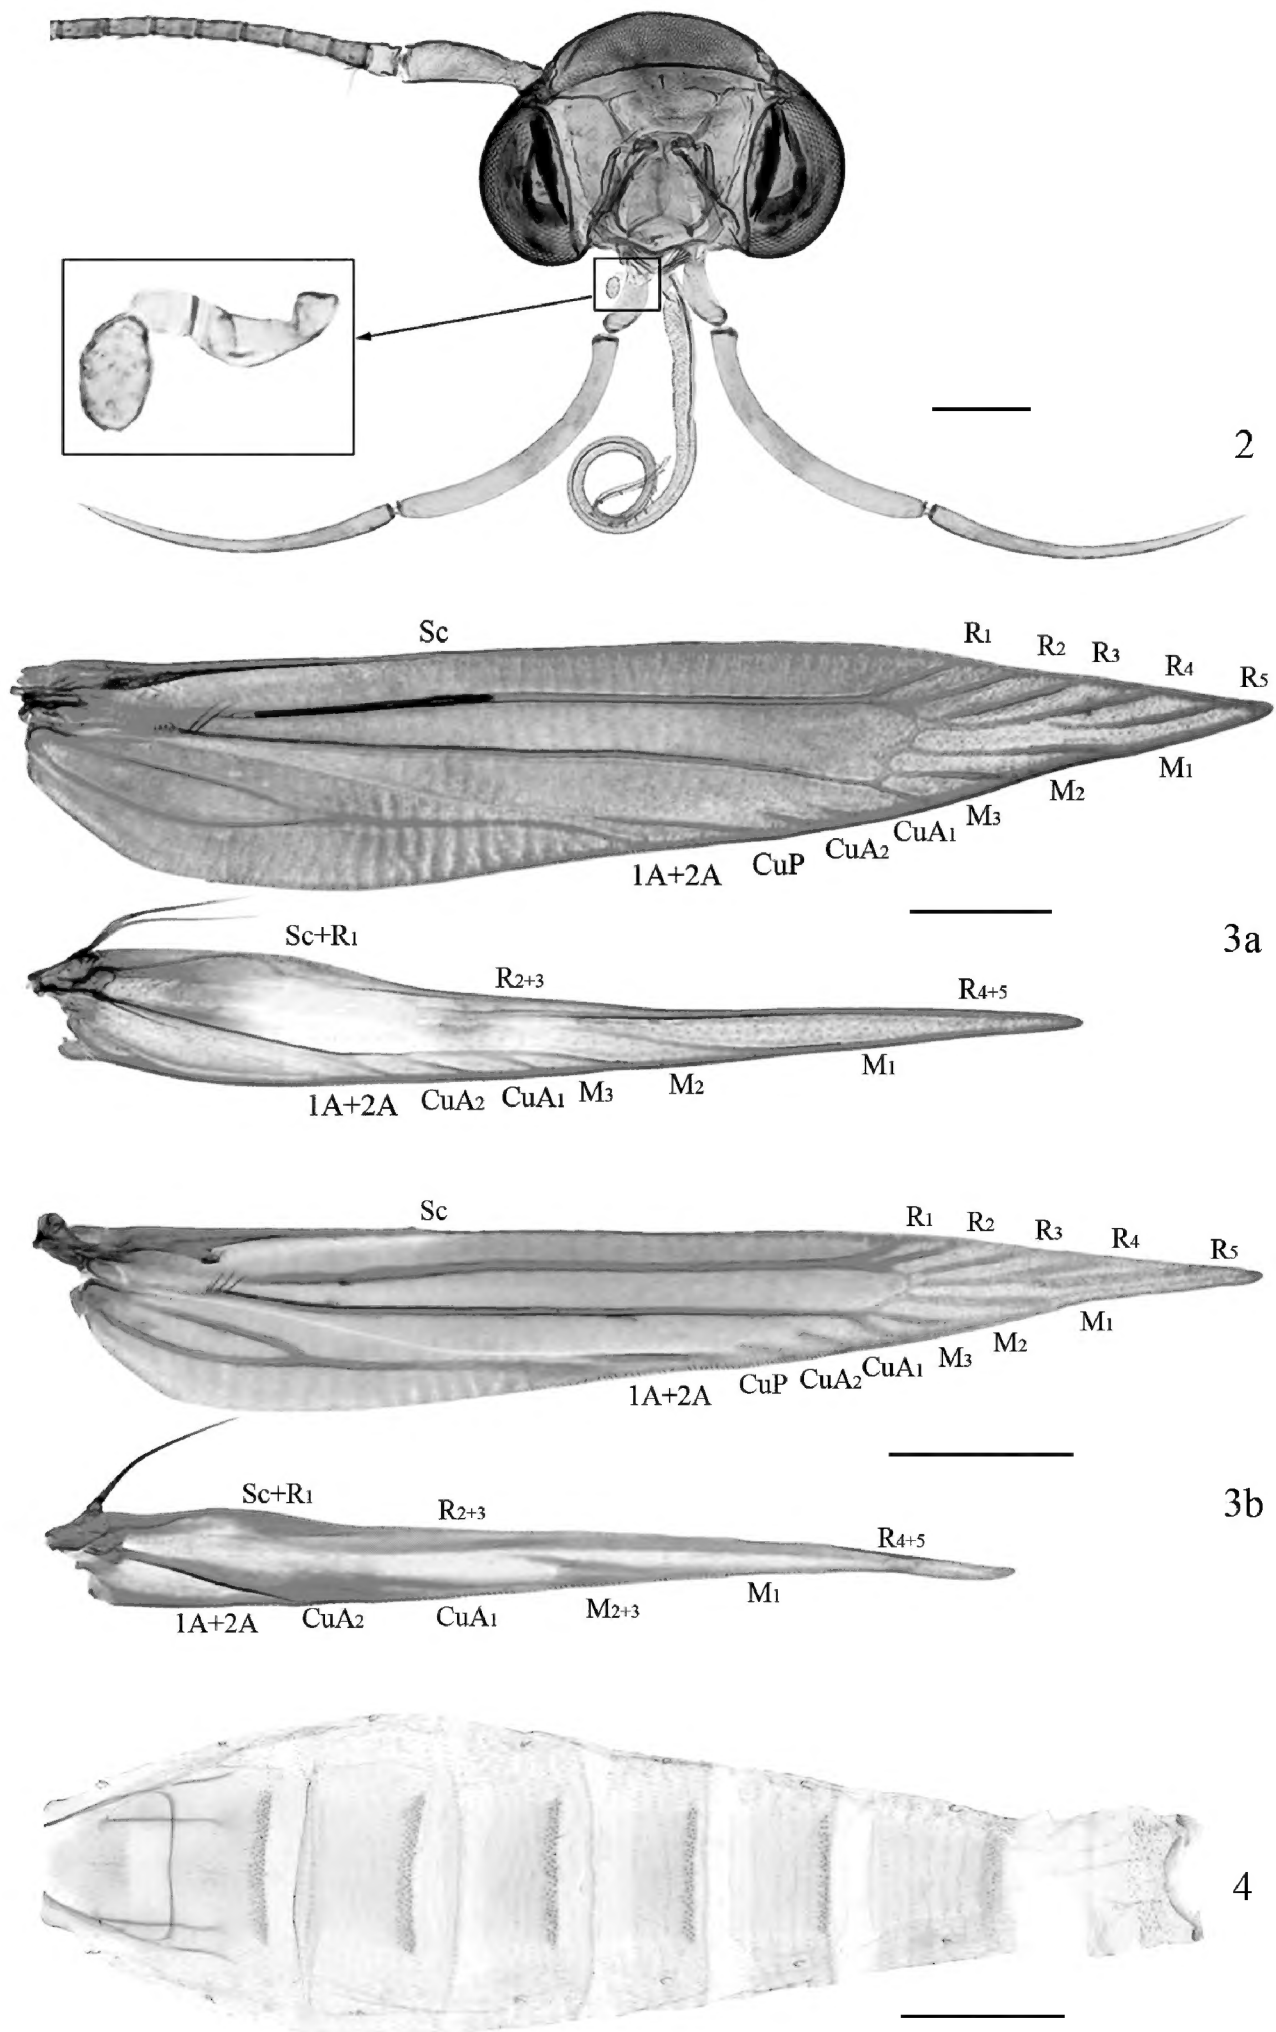 2
Sc R1 R2 R3 R4 R5
1A+2A CuP CuA2 CuA1 M3 M2 M1
3a
Sc+R1 R2+3 R4+5
1A+2A CuA2 CuA1 M3 M2 M1
Sc R1 R2 R3 R4 R5
1A+2A CuP CuA2 CuA1 M3 M2 M1
3b
Sc+R1 R2+3 R4+5
1A+2A CuA2 CuA1 M2+3 M1
4